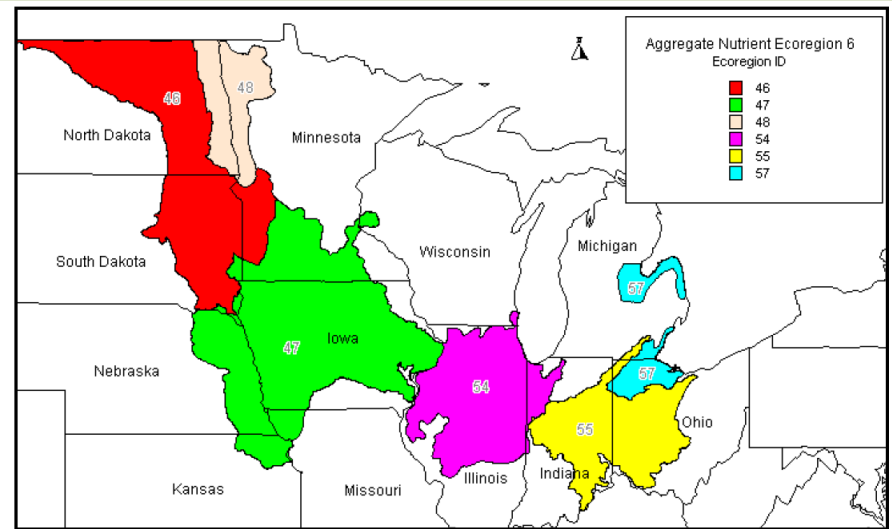 Aggregate Nutrient Ecoregion 6
Ecoregion ID
46
47
48
54
55
57
46
48
North Dakota
Minnesota
Wisconsin
Michigan
South Dakota
57
Iowa
47
Nebraska
54
57
55
Ohio
Kansas
Missouri
Illinois
Indiana